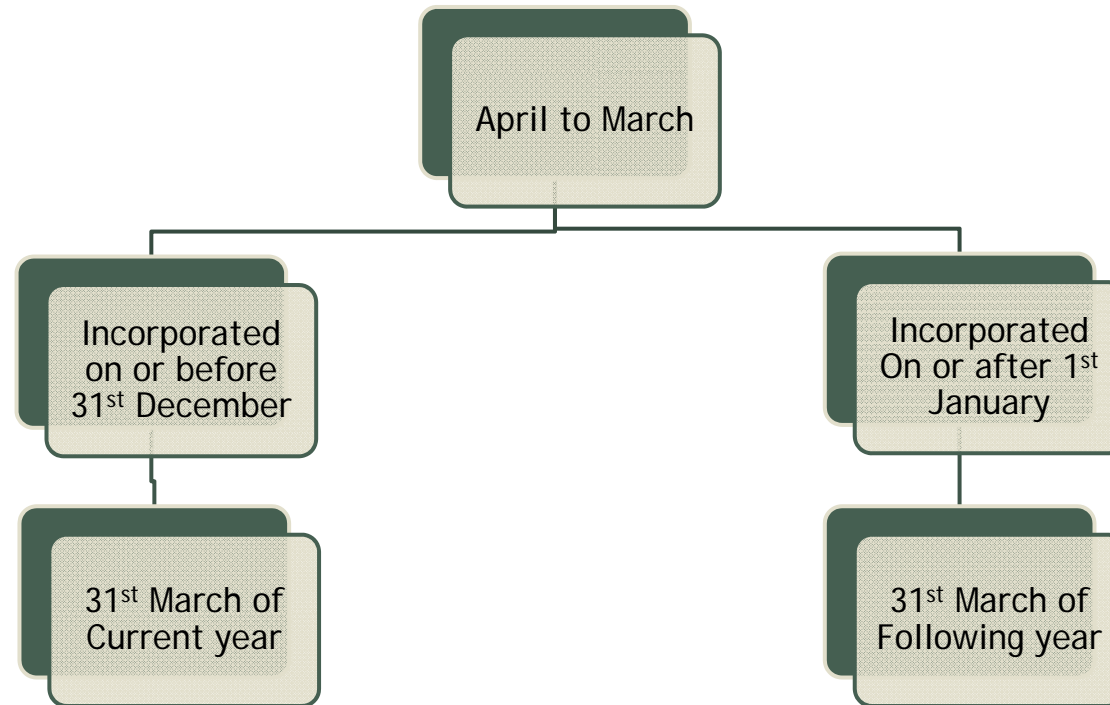 April to March
Incorporated
on or before
31st December
Incorporated
On or after 1st
January
31st March of
Current year
31st March of
Following year